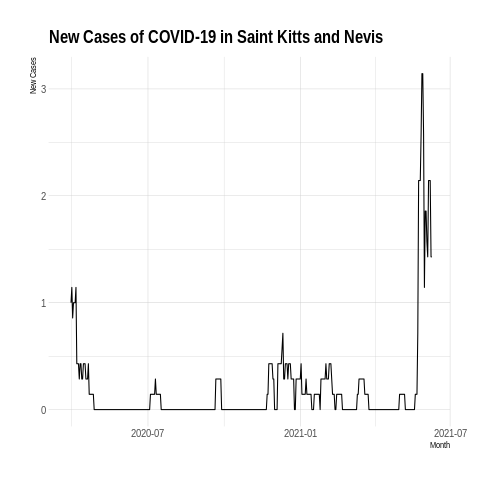 New Cases of COVID-19 in Saint Kitts and Nevis
New Cases
3
2
1
0
2020-07
2021-01
2021-07
Month